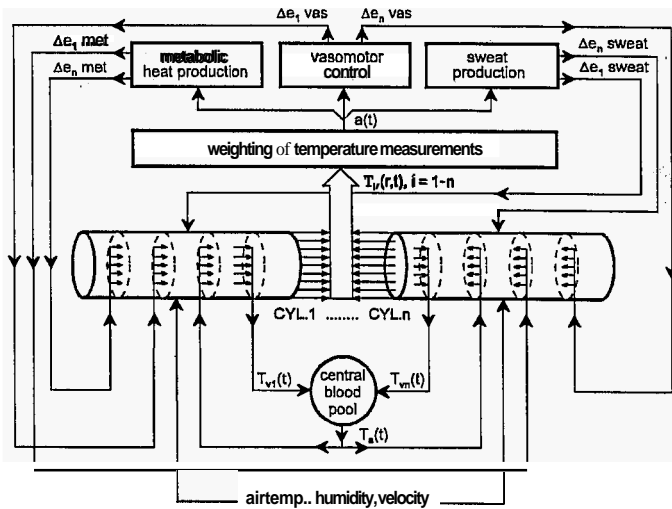 Δe1 vas
Δen vas
Δe1 met
Δen met
metabolic
heat production
vasomotor
control
sweat
production
Δen sweat
Δe1 sweat
a(t)
weighting of temperature measurements
Ti,(r,t), i = 1-n
CYL.1 ........ CYL.n
Tv1(t)
central
blood
pool
Tvn(t)
Ta(t)
airtemp.. humidity,velocity